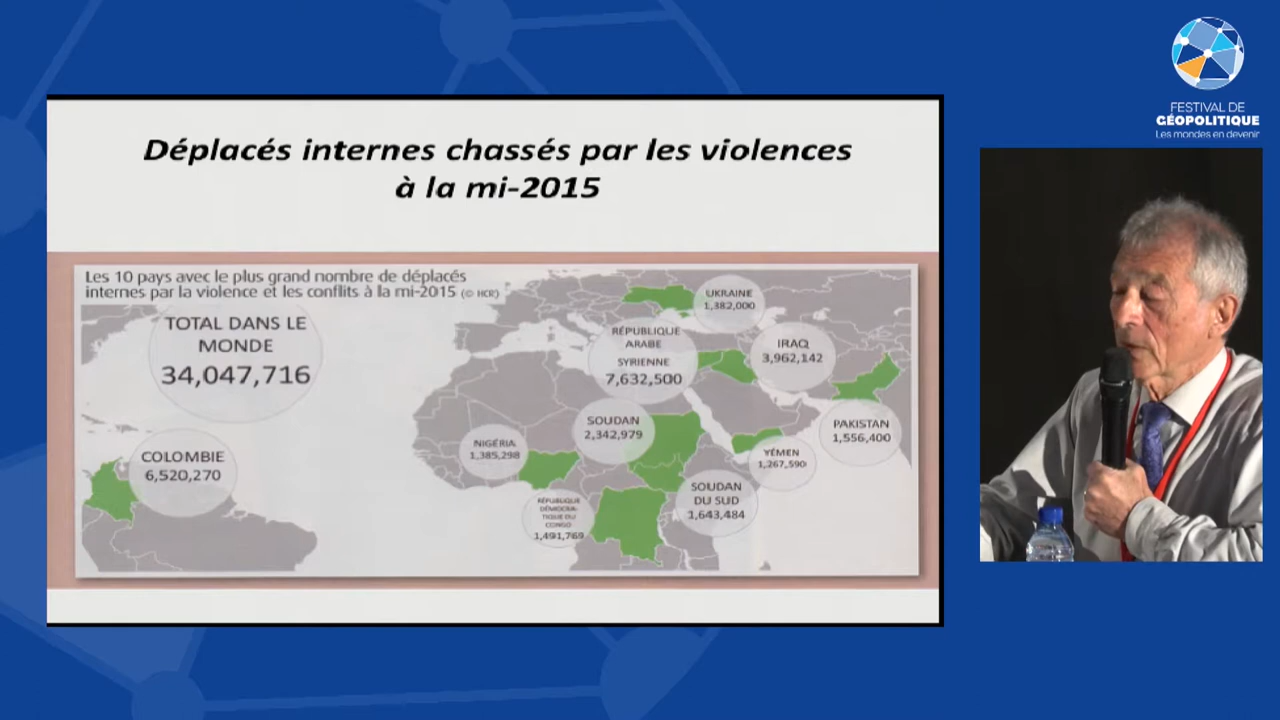 FESTIVAL DE
GÉOPOLITIQUE
Les mondes en devenir
Déplacés internes chassés par les violences
à la mi-2015
Les 10 pays avec le plus grand nombre de déplacés
internes par la violence et les conflits à la mi-2015 (© HCR)
TOTAL DANS LE
MONDE
34,047,716
COLOMBIE
6,520,270
UKRAINE
1,382,000
RÉPUBLIQUE
ARABE
SYRIENNE
7,632,500
IRAQ
3,962,142
SOUDAN
2,342,979
NIGÉRIA
1,385,298
PAKISTAN
1,556,400
YÉMEN
1,267,590
SOUDAN
DU SUD
1,643,484
RÉPUBLIQUE
DÉMOCRA-
TIQUE DU
CONGO
1,491,769